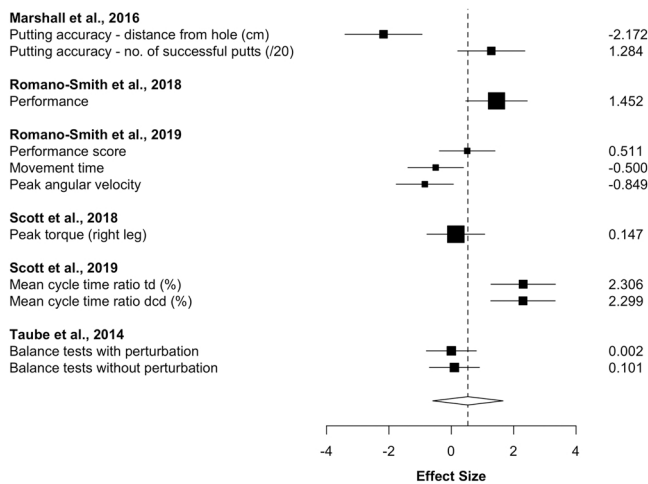 Marshall et al., 2016
Putting accuracy - distance from hole (cm) -2.172
Putting accuracy - no. of successful putts (/20) 1.284
Romano-Smith et al., 2018
Performance 1.452
Romano-Smith et al., 2019
Performance score 0.511
Movement time -0.500
Peak angular velocity -0.849
Scott et al., 2018
Peak torque (right leg) 0.147
Scott et al., 2019
Mean cycle time ratio td (%) 2.306
Mean cycle time ratio dcd (%) 2.299
Taube et al., 2014
Balance tests with perturbation 0.002
Balance tests without perturbation 0.101
-4 -2 0 2 4
Effect Size